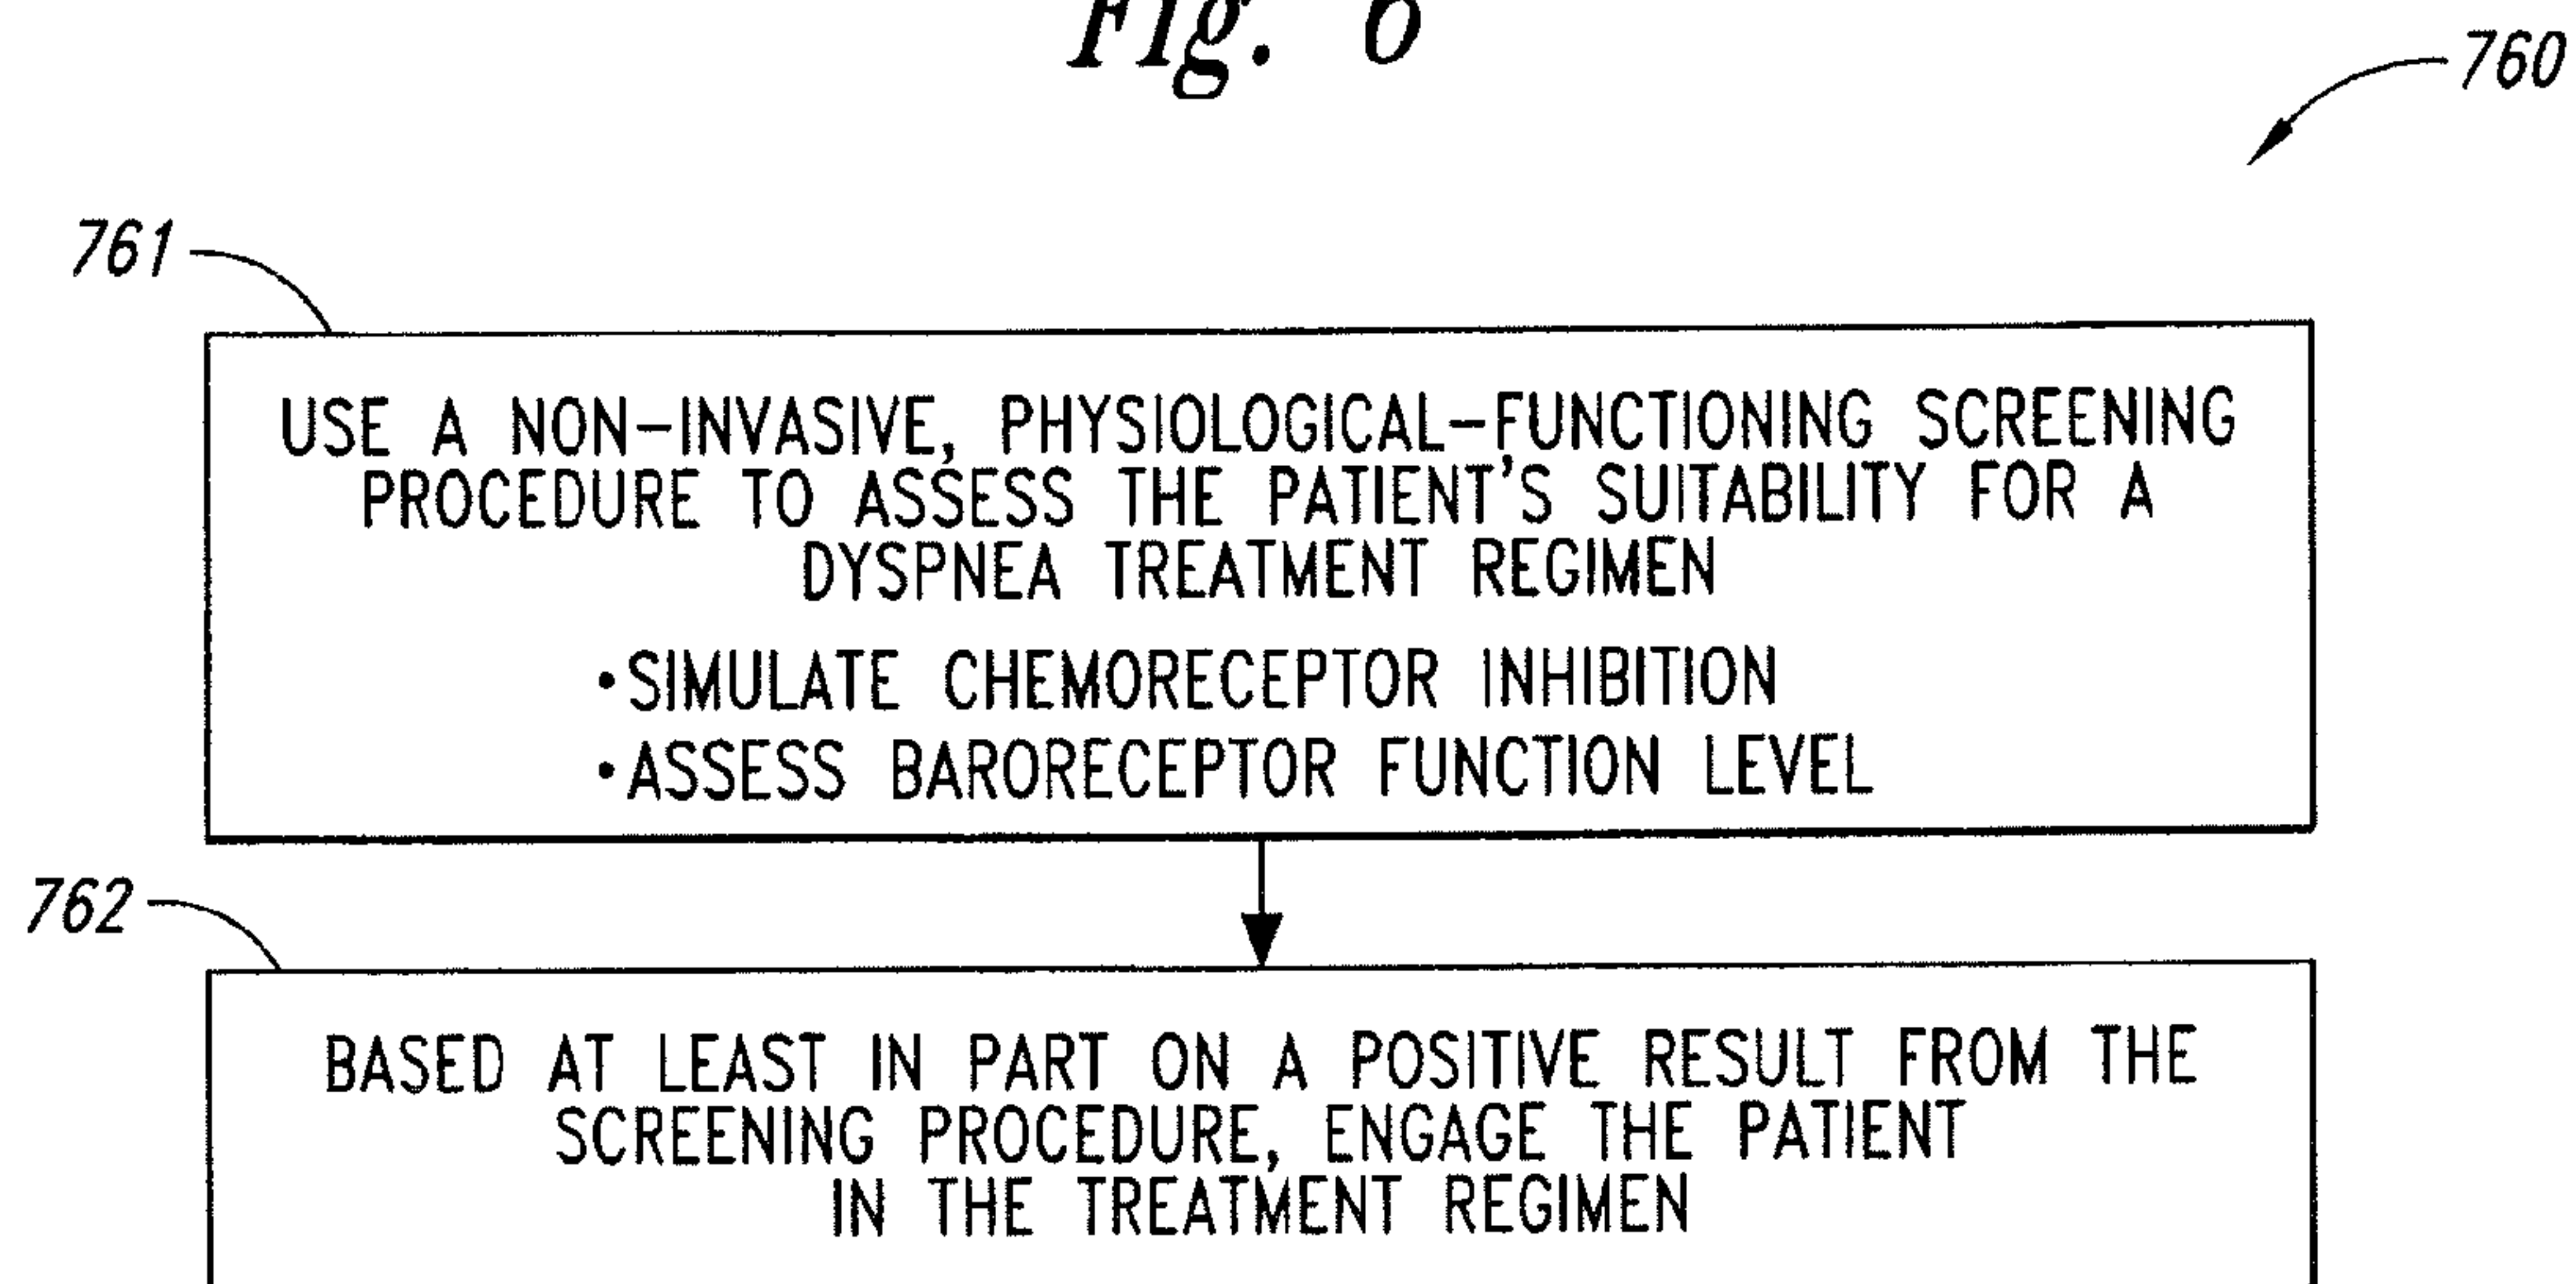 Fig. 6
760
761
USE A NON-INVASIVE, PHYSIOLOGICAL-FUNCTIONING SCREENING
PROCEDURE TO ASSESS THE PATIENT'S SUITABILITY FOR A
DYSPNEA TREATMENT REGIMEN
•SIMULATE CHEMORECEPTOR INHIBITION
•ASSESS BARORECEPTOR FUNCTION LEVEL
762
BASED AT LEAST IN PART ON A POSITIVE RESULT FROM THE
SCREENING PROCEDURE, ENGAGE THE PATIENT
IN THE TREATMENT REGIMEN